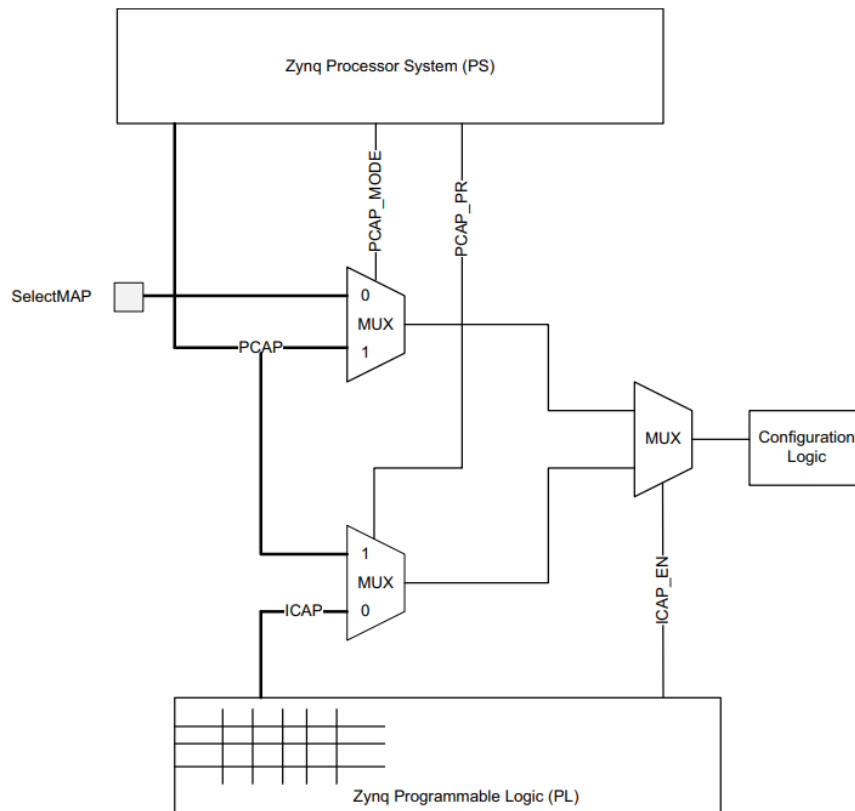 Zynq Processor System (PS)
PCAP_MODE
PCAP_PR
SelectMAP
0
MUX
PCAP
1
MUX
Configuration
Logic
1
MUX
ICAP
0
ICAP_EN
Zynq Programmable Logic (PL)